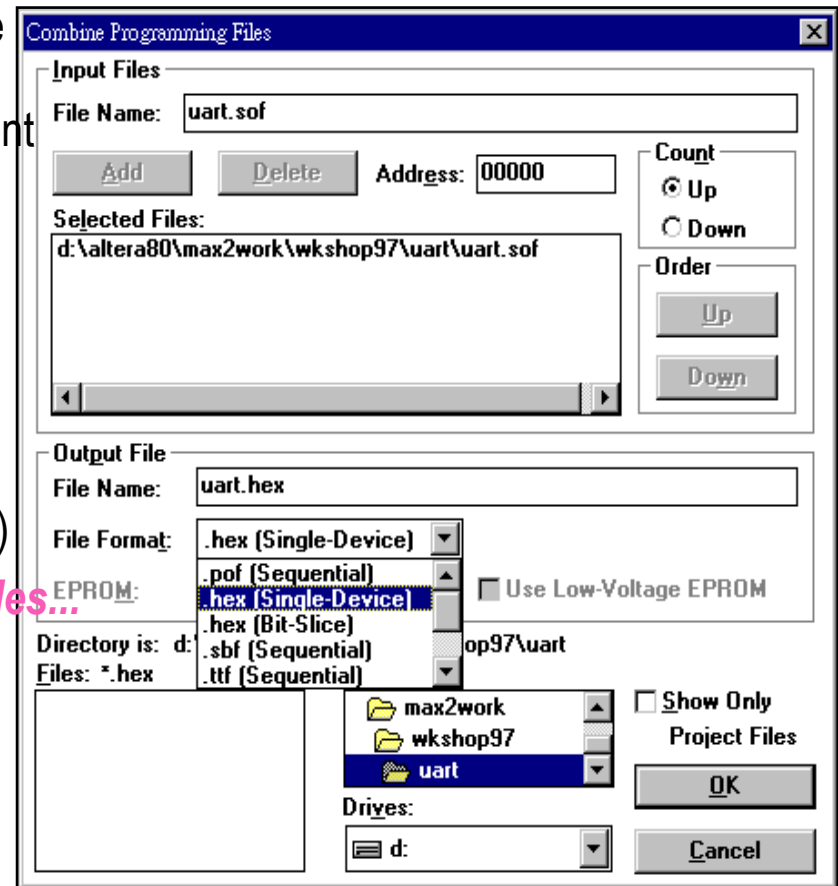 e
nt
)
les...
Combine Programming Files
Input Files
File Name: uart.sof
Add Delete Address: 00000
Count
Up
Down
Selected Files:
d:\altera80\max2work\wkshop97\uart\uart.sof
Order
Up
Down
Output File
File Name: uart.hex
File Format: .hex (Single-Device)
.pof (Sequential)
.hex (Single-Device)
.hex (Bit-Slice)
.sbf (Sequential)
.ttf (Sequential)
EPROM: Use Low-Voltage EPROM
Directory is: d:\ op97\uart
Files: *.hex
max2work
wkshop97
uart
Show Only
Project Files
Drives:
d:
OK
Cancel